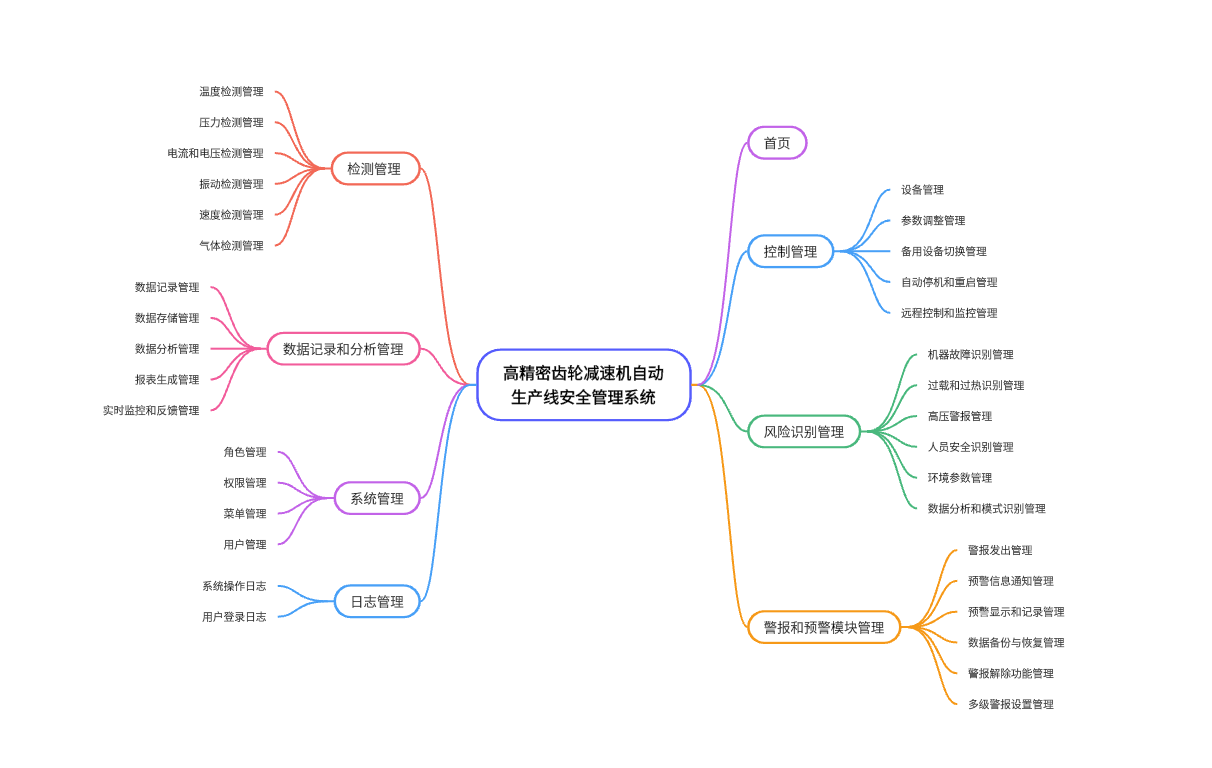 高精密齿轮减速机自动
生产线安全管理系统
首页
控制管理
设备管理
参数调整管理
备用设备切换管理
自动停机和重启管理
远程控制和监控管理
风险识别管理
机器故障识别管理
过载和过热识别管理
高压警报管理
人员安全识别管理
环境参数管理
数据分析和模式识别管理
警报和预警模块管理
警报发出管理
预警信息通知管理
预警显示和记录管理
数据备份与恢复管理
警报解除功能管理
多级警报设置管理
检测管理
温度检测管理
压力检测管理
电流和电压检测管理
振动检测管理
速度检测管理
气体检测管理
数据记录和分析管理
数据记录管理
数据存储管理
数据分析管理
报表生成管理
实时监控和反馈管理
系统管理
角色管理
权限管理
菜单管理
用户管理
日志管理
系统操作日志
用户登录日志